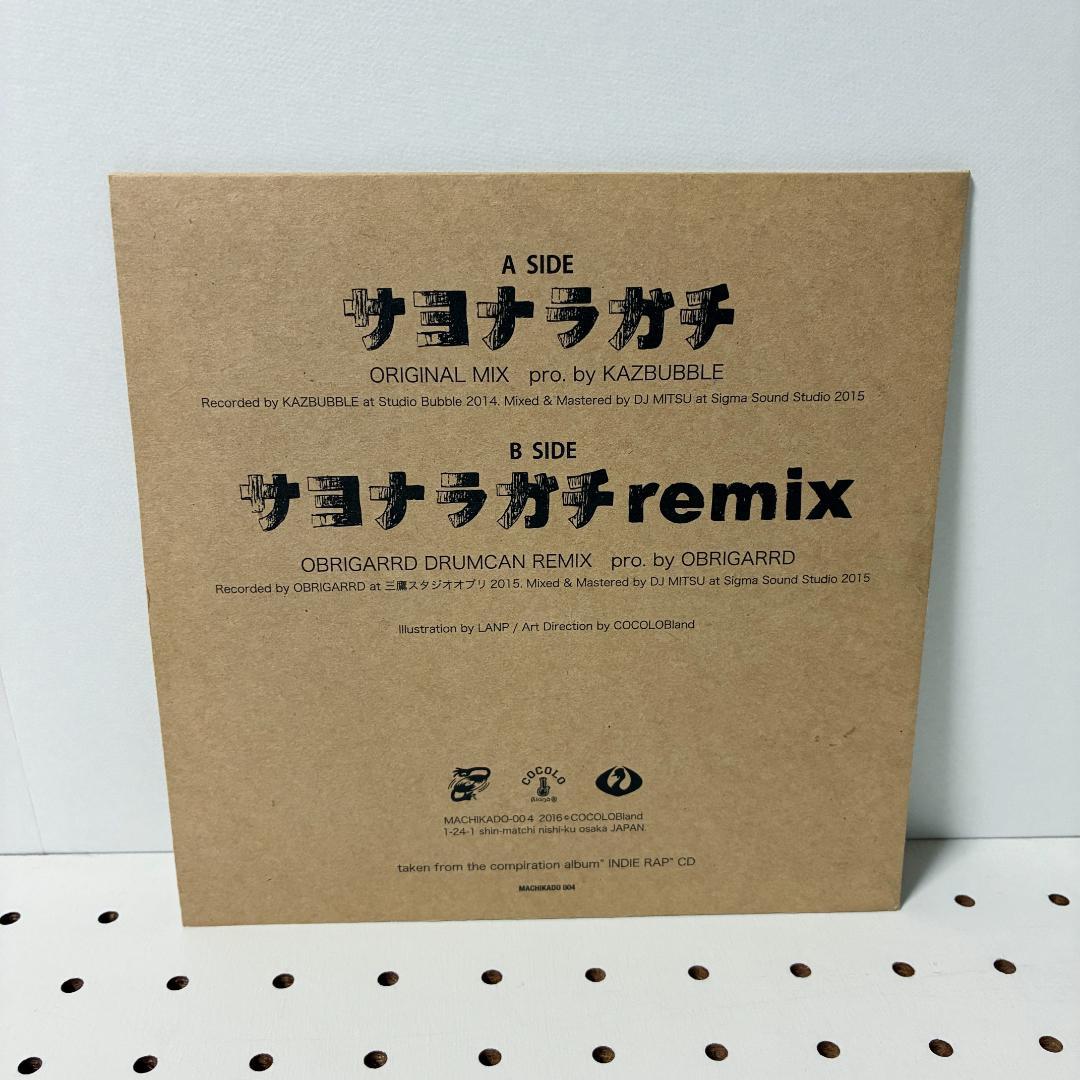 A SIDE
サヨナラガチ
ORIGINAL MIX pro. by KAZBUBBLE
Recorded by KAZBUBBLE at Studio Bubble 2014. Mixed & Mastered by DJ MITSU at Sigma Sound Studio 2015
B SIDE
サヨナラガチremix
OBRIGARRD DRUMCAN REMIX pro. by OBRIGARRD
Recorded by OBRIGARRD at 三鷹スタジオオブリ 2015. Mixed & Mastered by DJ MITSU at Sigma Sound Studio 2015
Illustration by LANP / Art Direction by COCOLOBland
COCOLO
Bland®
MACHIKADO-004 2016©COCOLOBland
1-24-1 shin-matchi nishi-ku osaka JAPAN.
taken from the compiration album" INDIE RAP" CD
MACHIKADO 004